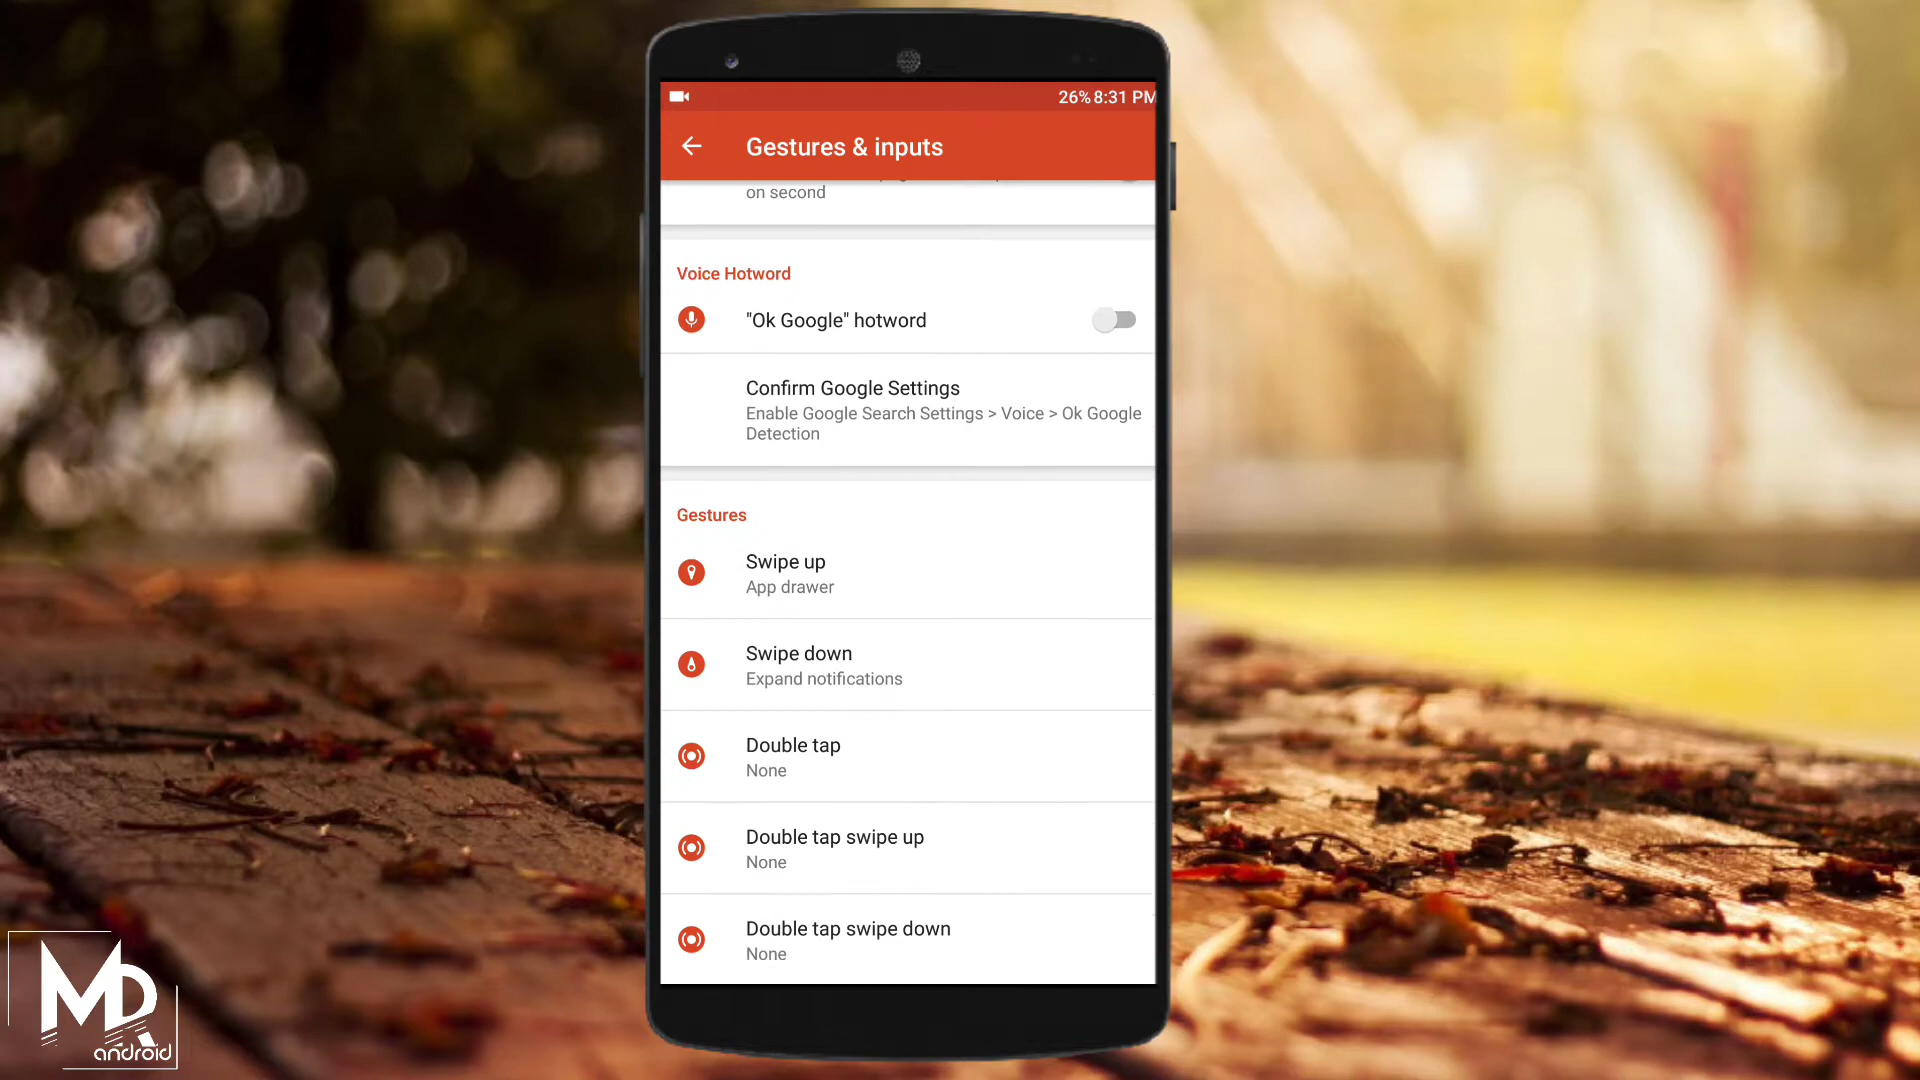 26% 8:31 PM
Gestures & inputs
on second
Voice Hotword
"Ok Google" hotword
Confirm Google Settings
Enable Google Search Settings > Voice > Ok Google
Detection
Gestures
Swipe up
App drawer
Swipe down
Expand notifications
Double tap
None
Double tap swipe up
None
Double tap swipe down
None
MR
android